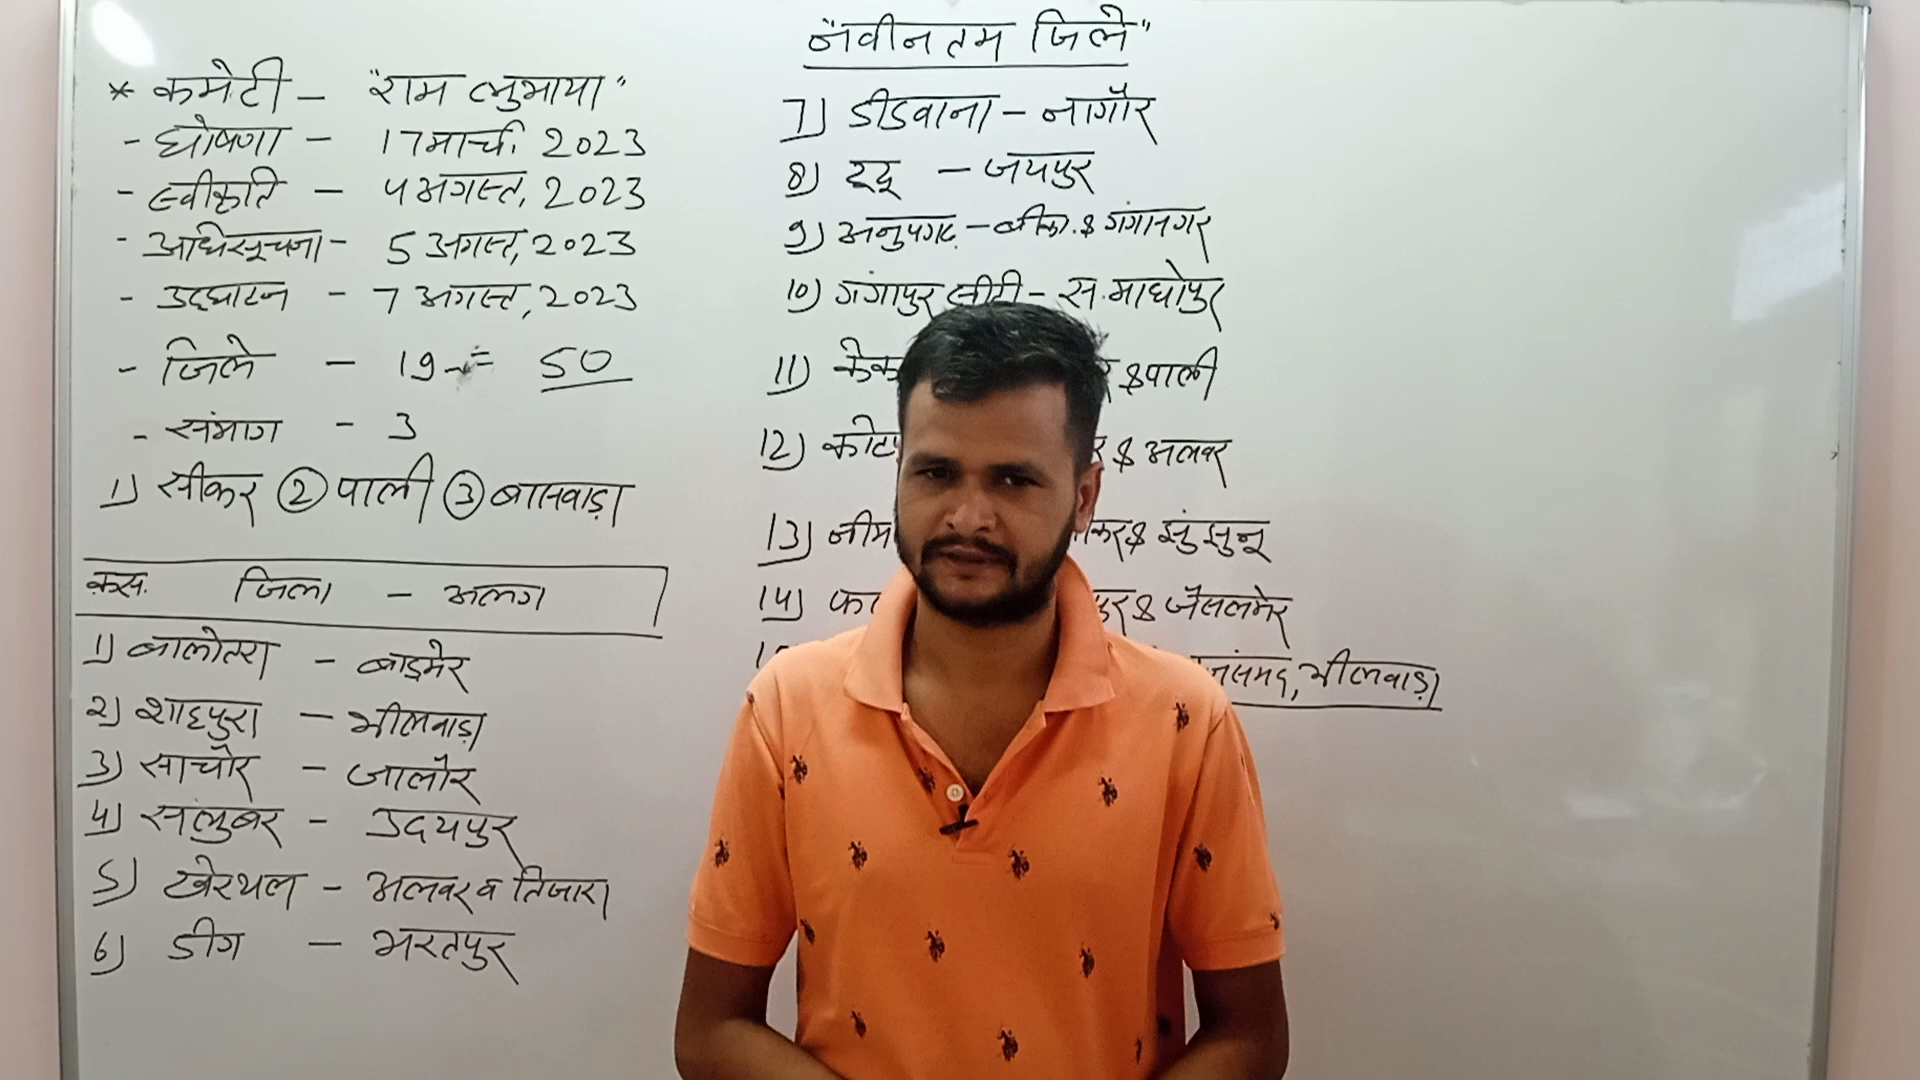 "नवीनतम जिले"
* कमेटी - "राम लुभाया"
- घोषणा - 17 मार्च, 2023
- स्वीकृति - 4 अगस्त, 2023
- अधिसूचना - 5 अगस्त, 2023
- उद्घाटन - 7 अगस्त, 2023
- जिले - 19 = 50
- संभाग - 3
1) सीकर ② पाली ③ बासवाड़ा
क्र.स. जिला - अलग
1) बालोतरा - बाड़मेर
2) शाहपुरा - भीलवाड़ा
3) साचौर - जालौर
4) सलुंबर - उदयपुर
5) खेरथल - अलवर व तिजारा
6) डीग - भरतपुर
7) डीडवाना - नागौर
8) दूदू - जयपुर
9) अनुपगढ़ - बीका. & गंगानगर
10) गंगापुर सीटी - स. माधोपुर
11) & पाली
12) & अलवर
13) & झुंझुनू
14) & जैसलमेर
भीलवाड़ा